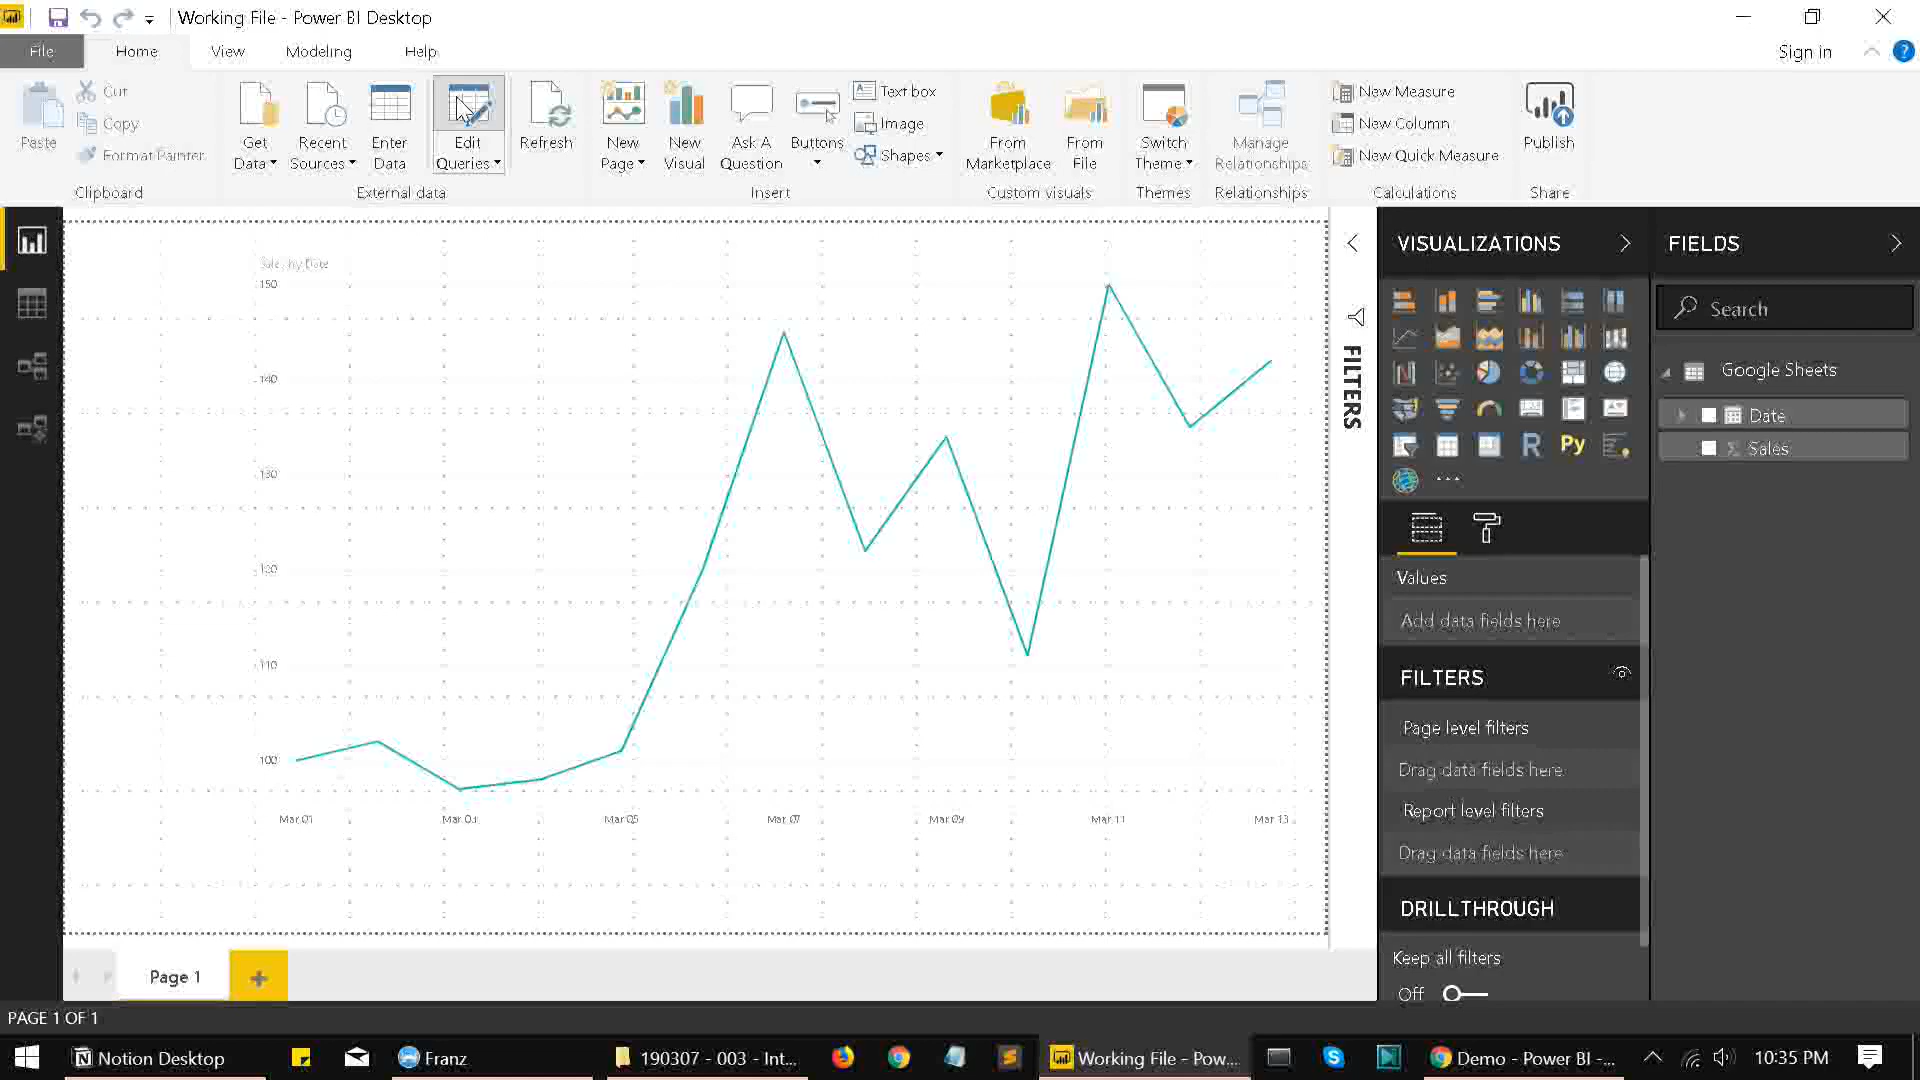 Working File - Power BI Desktop
File
Home
View
Modeling
Help
Sign in
Paste
Cut
Copy
Format Painter
Clipboard
Get Data
Recent Sources
Enter Data
Edit Queries
Refresh
External data
New Page
New Visual
Ask A Question
Buttons
Text box
Image
Shapes
Insert
From Marketplace
From File
Custom visuals
Switch Theme
Themes
Manage Relationships
Relationships
New Measure
New Column
New Quick Measure
Calculations
Publish
Share
Sales by Date
150
140
130
120
110
100
Mar 01
Mar 03
Mar 05
Mar 07
Mar 09
Mar 11
Mar 13
FILTERS
VISUALIZATIONS
R
Py
Values
Add data fields here
FILTERS
Page level filters
Drag data fields here
Report level filters
Drag data fields here
DRILLTHROUGH
Keep all filters
Off
FIELDS
Search
Google Sheets
Date
Sales
Page 1
PAGE 1 OF 1
Notion Desktop
Franz
190307 - 003 - Int...
Working File - Pow...
Demo - Power BI -...
10:35 PM